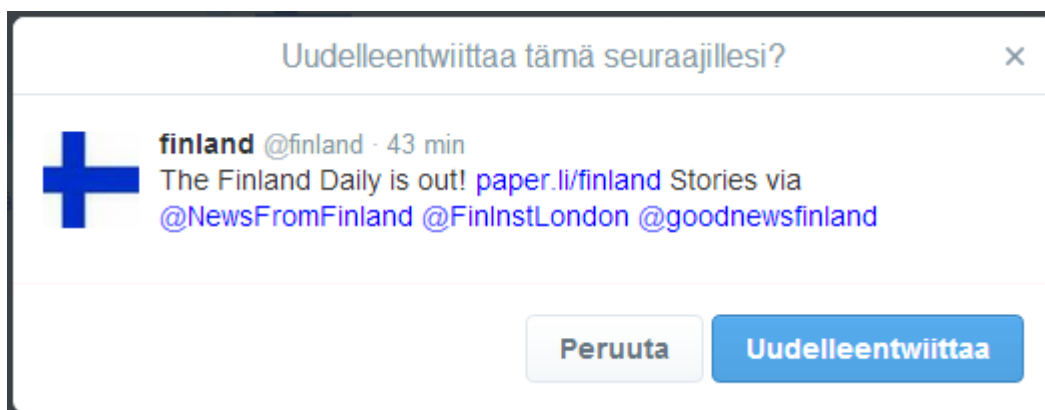 Uudelleentwiittaa tämä seuraajillesi? ×
finland @finland · 43 min
The Finland Daily is out! paper.li/finland Stories via
@NewsFromFinland @FinInstLondon @goodnewsfinland
Peruuta Uudelleentwiittaa